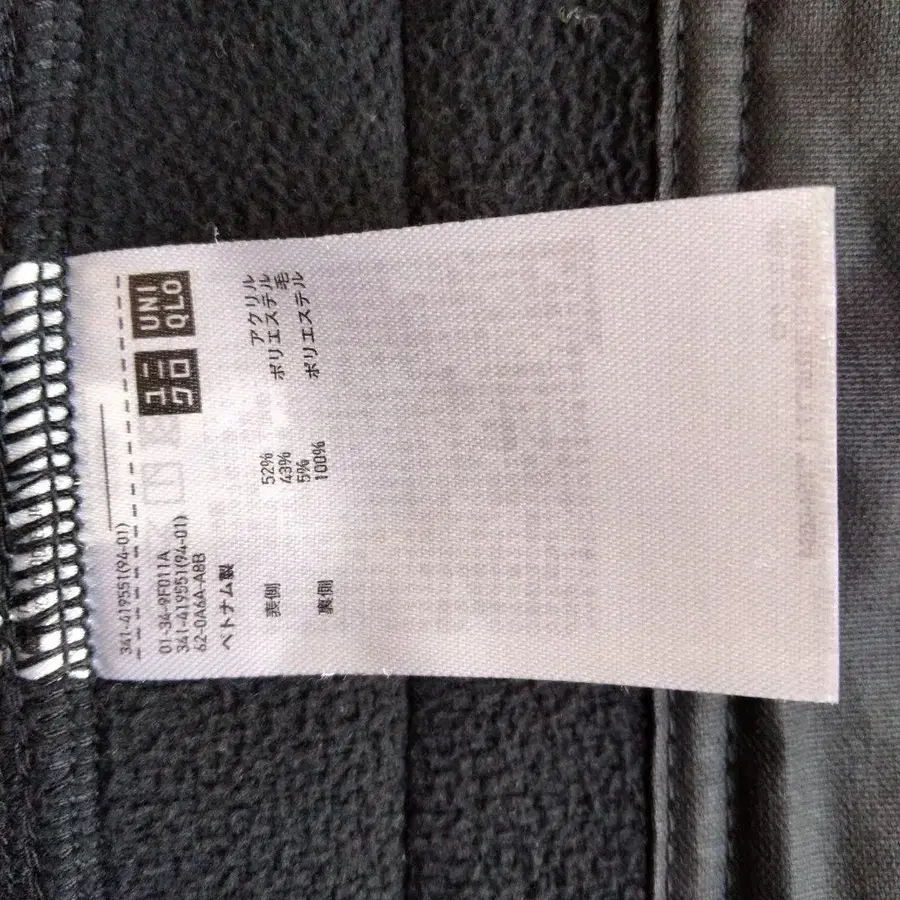 341-419551(94-01)
01-34-9F011A
341-419551(94-01)
62-0A6A-A8B
ユニ
クロ
UNI
QLO
ベトナム製
表側 52% アクリル
43% ポリエステル
5% 毛
裏側 100% ポリエステル